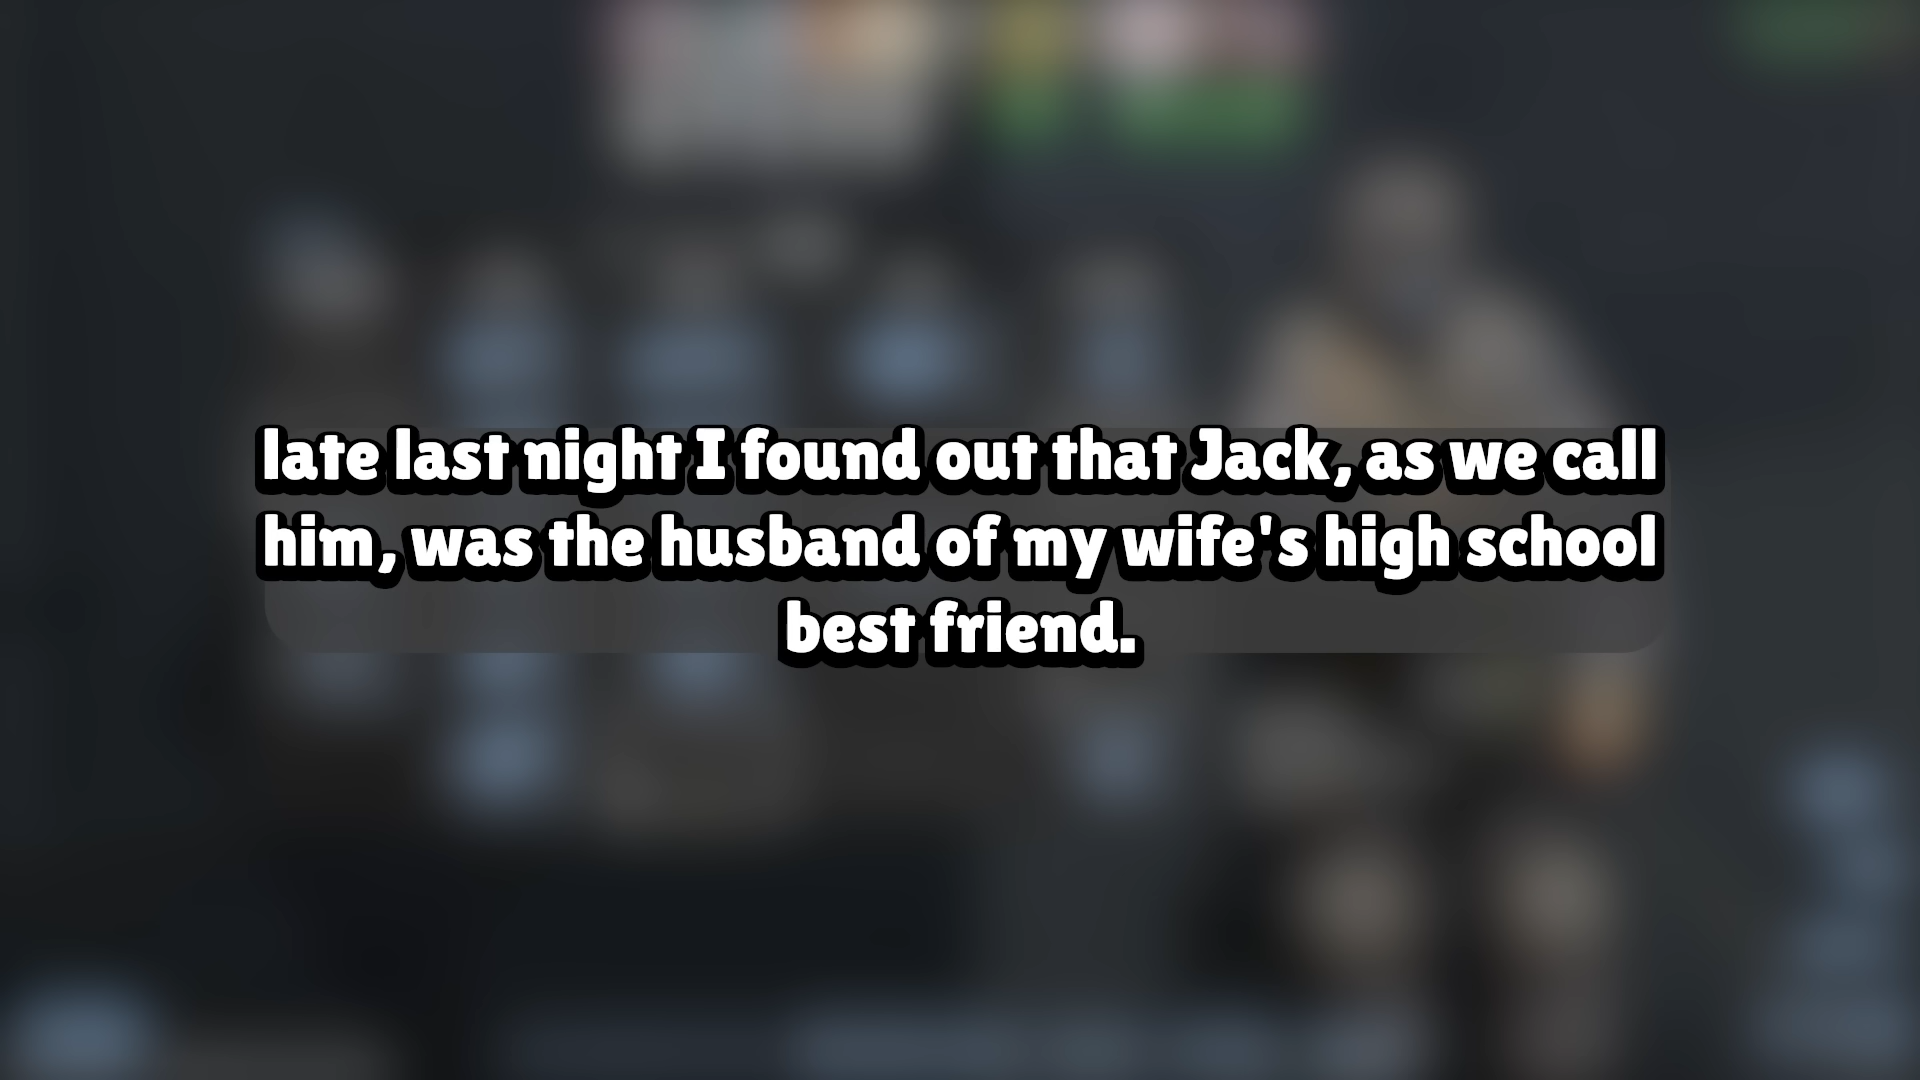 late last night I found out that Jack, as we call
him, was the husband of my wife's high school
best friend.